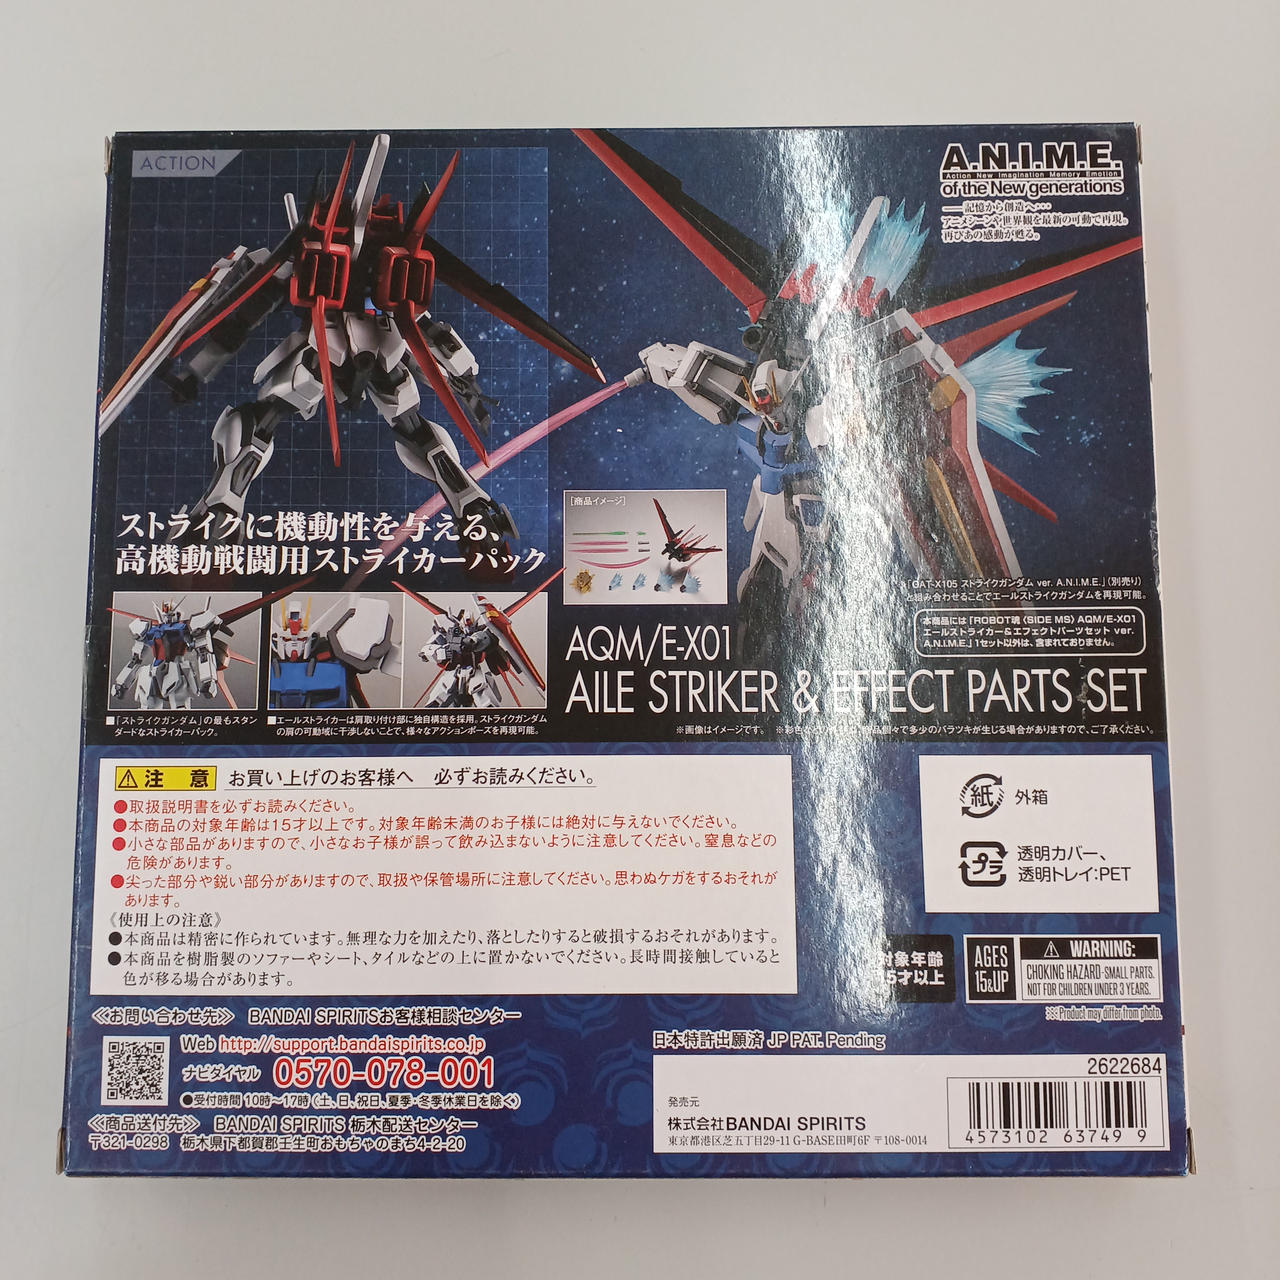 ACTION
A.N.I.M.E.
Action New Imagination Memory Emotion
of the New generations
――記憶から創造へ…
アニメシーンや世界観を最新の可動で再現。
再びあの感動が甦る。
ストライクに機動性を与える、
高機動戦闘用ストライカーパック
[商品イメージ]
「GAT-X105 ストライクガンダム ver. A.N.I.M.E.」(別売り)
と組み合わせることでエールストライクガンダムを再現可能。
本商品には「ROBOT魂 〈SIDE MS〉 AQM/E-X01
エールストライカー&エフェクトパーツセット ver.
A.N.I.M.E.」1セット以外は、含まれておりません。
AQM/E-X01
AILE STRIKER & EFFECT PARTS SET
■「ストライクガンダム」の最もスタン
ダードなストライカーパック。
■エールストライカーは肩取り付け部に独自構造を採用。ストライクガンダム
の肩の可動域に干渉しないことで、様々なアクションポーズを再現可能。
※画像はイメージです。
※彩色など 商品個々で多少のバラツキが生じる場合がありますので、ご了承ください。
注 意 お買い上げのお客様へ 必ずお読みください。
●取扱説明書を必ずお読みください。
●本商品の対象年齢は15才以上です。対象年齢未満のお子様には絶対に与えないでください。
●小さな部品がありますので、小さなお子様が誤って飲み込まないように注意してください。窒息などの
危険があります。
●尖った部分や鋭い部分がありますので、取扱や保管場所に注意してください。思わぬケガをするおそれが
あります。
《使用上の注意》
●本商品は精密に作られています。無理な力を加えたり、落としたりすると破損するおそれがあります。
●本商品を樹脂製のソファーやシート、タイルなどの上に置かないでください。長時間接触していると
色が移る場合があります。
紙 外箱
プラ 透明カバー、
透明トレイ:PET
対象年齢
15才以上
AGES
15&UP
WARNING:
CHOKING HAZARD-SMALL PARTS.
NOT FOR CHILDREN UNDER 3 YEARS.
※Product may differ from photo.
≪お問い合わせ先≫ BANDAI SPIRITSお客様相談センター
Web http://support.bandaispirits.co.jp
ナビダイヤル 0570-078-001
●受付時間 10時〜17時(土、日、祝日、夏季・冬季休業日を除く)
≪商品送付先≫ BANDAI SPIRITS 栃木配送センター
〒321-0298 栃木県下都賀郡壬生町おもちゃのまち4-2-20
日本特許出願済 JP PAT. Pending
2622684
発売元
株式会社BANDAI SPIRITS
東京都港区芝五丁目29-11 G-BASE田町6F 〒108-0014
4573102 63749 9